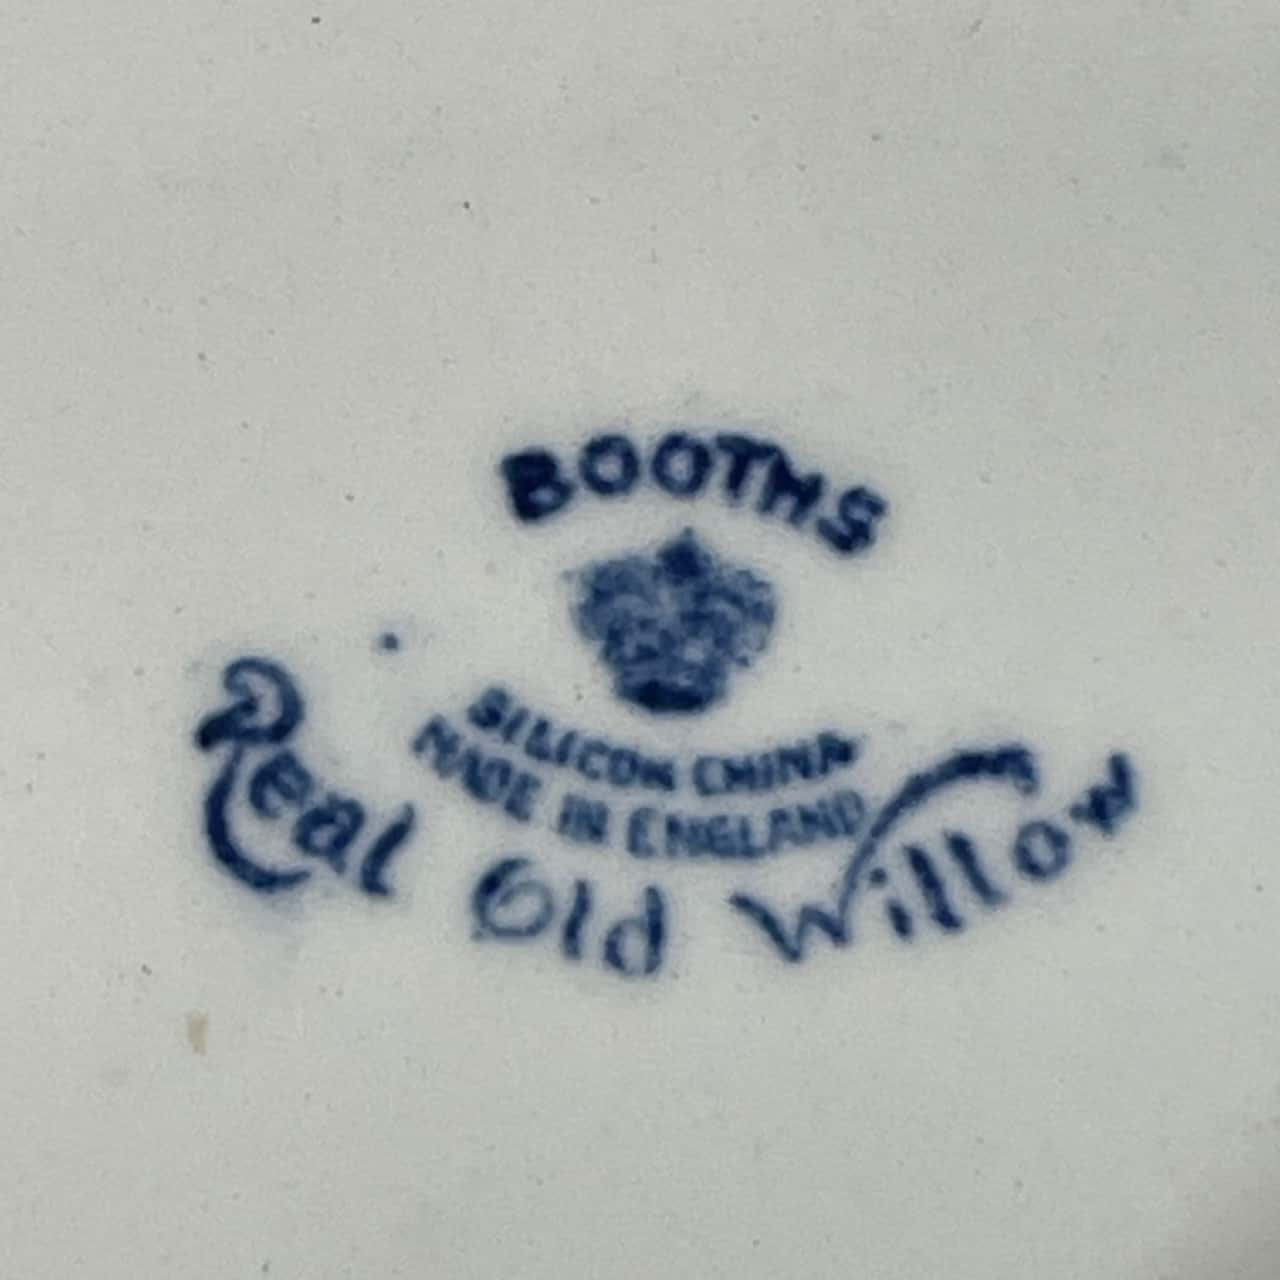 BOOTHS
SILICON CHINA
MADE IN ENGLAND
Real Old Willow